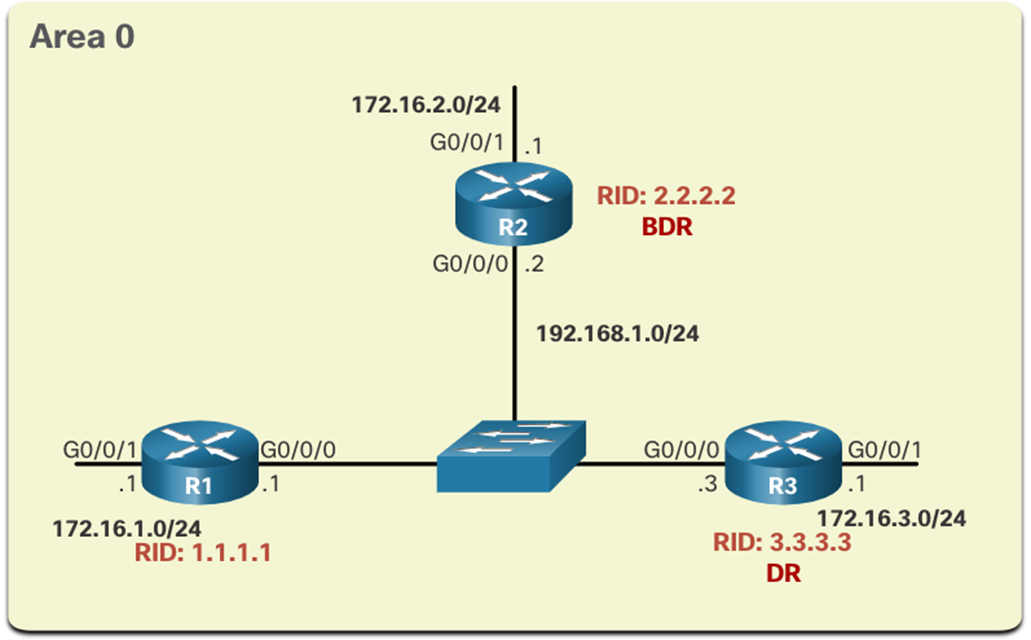 Area 0
172.16.2.0/24
G0/0/1 .1
R2
RID: 2.2.2.2
BDR
G0/0/0 .2
192.168.1.0/24
G0/0/1
R1
G0/0/0
.1
.1
172.16.1.0/24
RID: 1.1.1.1
G0/0/0
R3
G0/0/1
.3
.1
172.16.3.0/24
RID: 3.3.3.3
DR